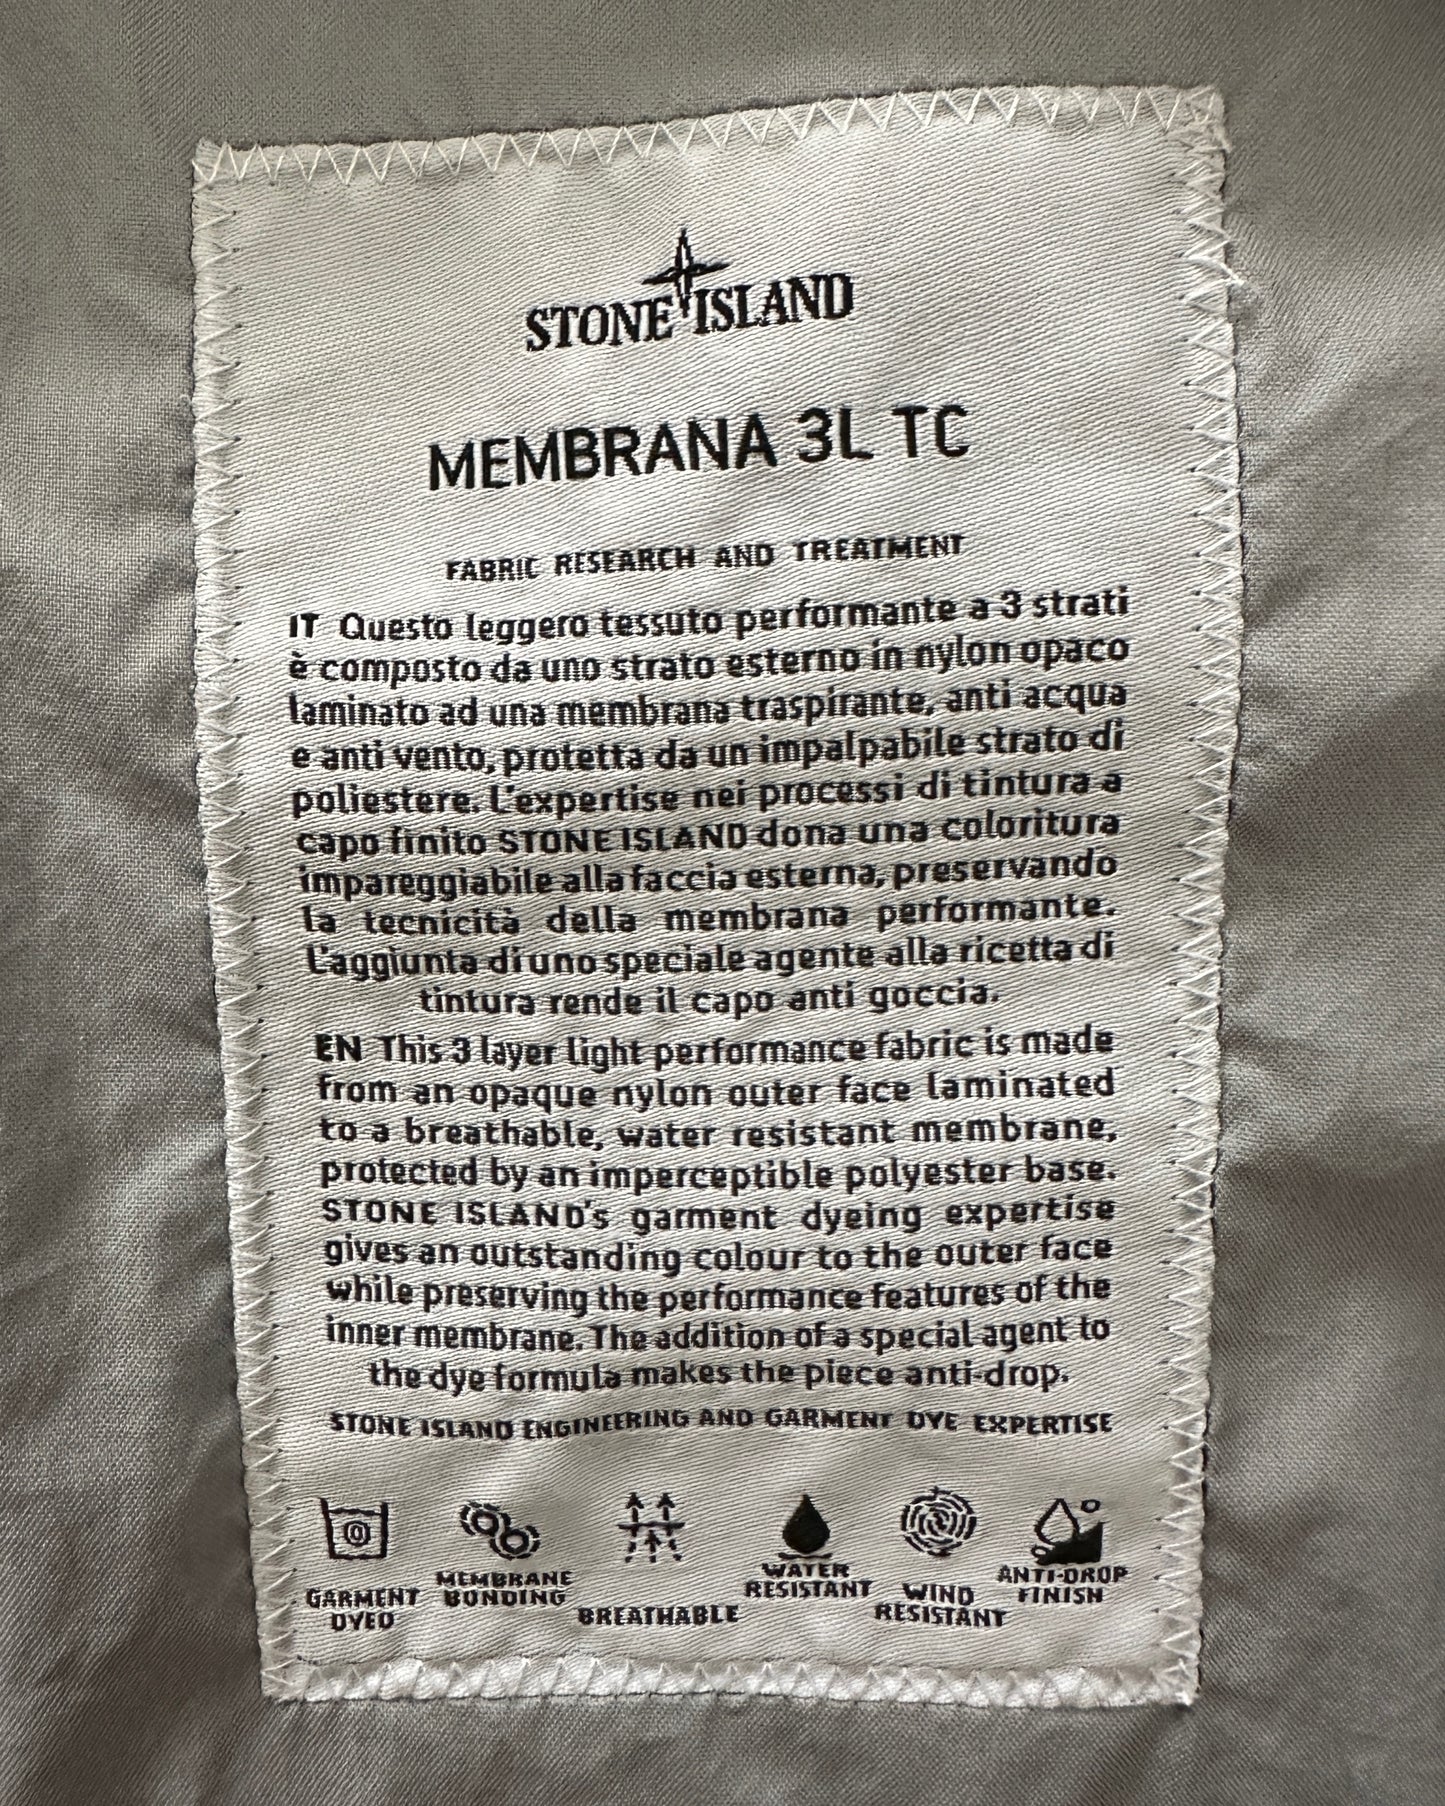 STONE ISLAND
MEMBRANA 3L TC
FABRIC RESEARCH AND TREATMENT
IT Questo leggero tessuto performante a 3 strati
è composto da uno strato esterno in nylon opaco
laminato ad una membrana traspirante, anti acqua
e anti vento, protetta da un impalpabile strato di
poliestere. L'expertise nei processi di tintura a
capo finito STONE ISLAND dona una coloritura
impareggiabile alla faccia esterna, preservando
la tecnicità della membrana performante.
L'aggiunta di uno speciale agente alla ricetta di
tintura rende il capo anti goccia.
EN This 3 layer light performance fabric is made
from an opaque nylon outer face laminated
to a breathable, water resistant membrane,
protected by an imperceptible polyester base.
STONE ISLAND's garment dyeing expertise
gives an outstanding colour to the outer face
while preserving the performance features of the
inner membrane. The addition of a special agent to
the dye formula makes the piece anti-drop.
STONE ISLAND ENGINEERING AND GARMENT DYE EXPERTISE
GARMENT
DYED
MEMBRANE
BONDING
BREATHABLE
WATER
RESISTANT
WIND
RESISTANT
ANTI-DROP
FINISH